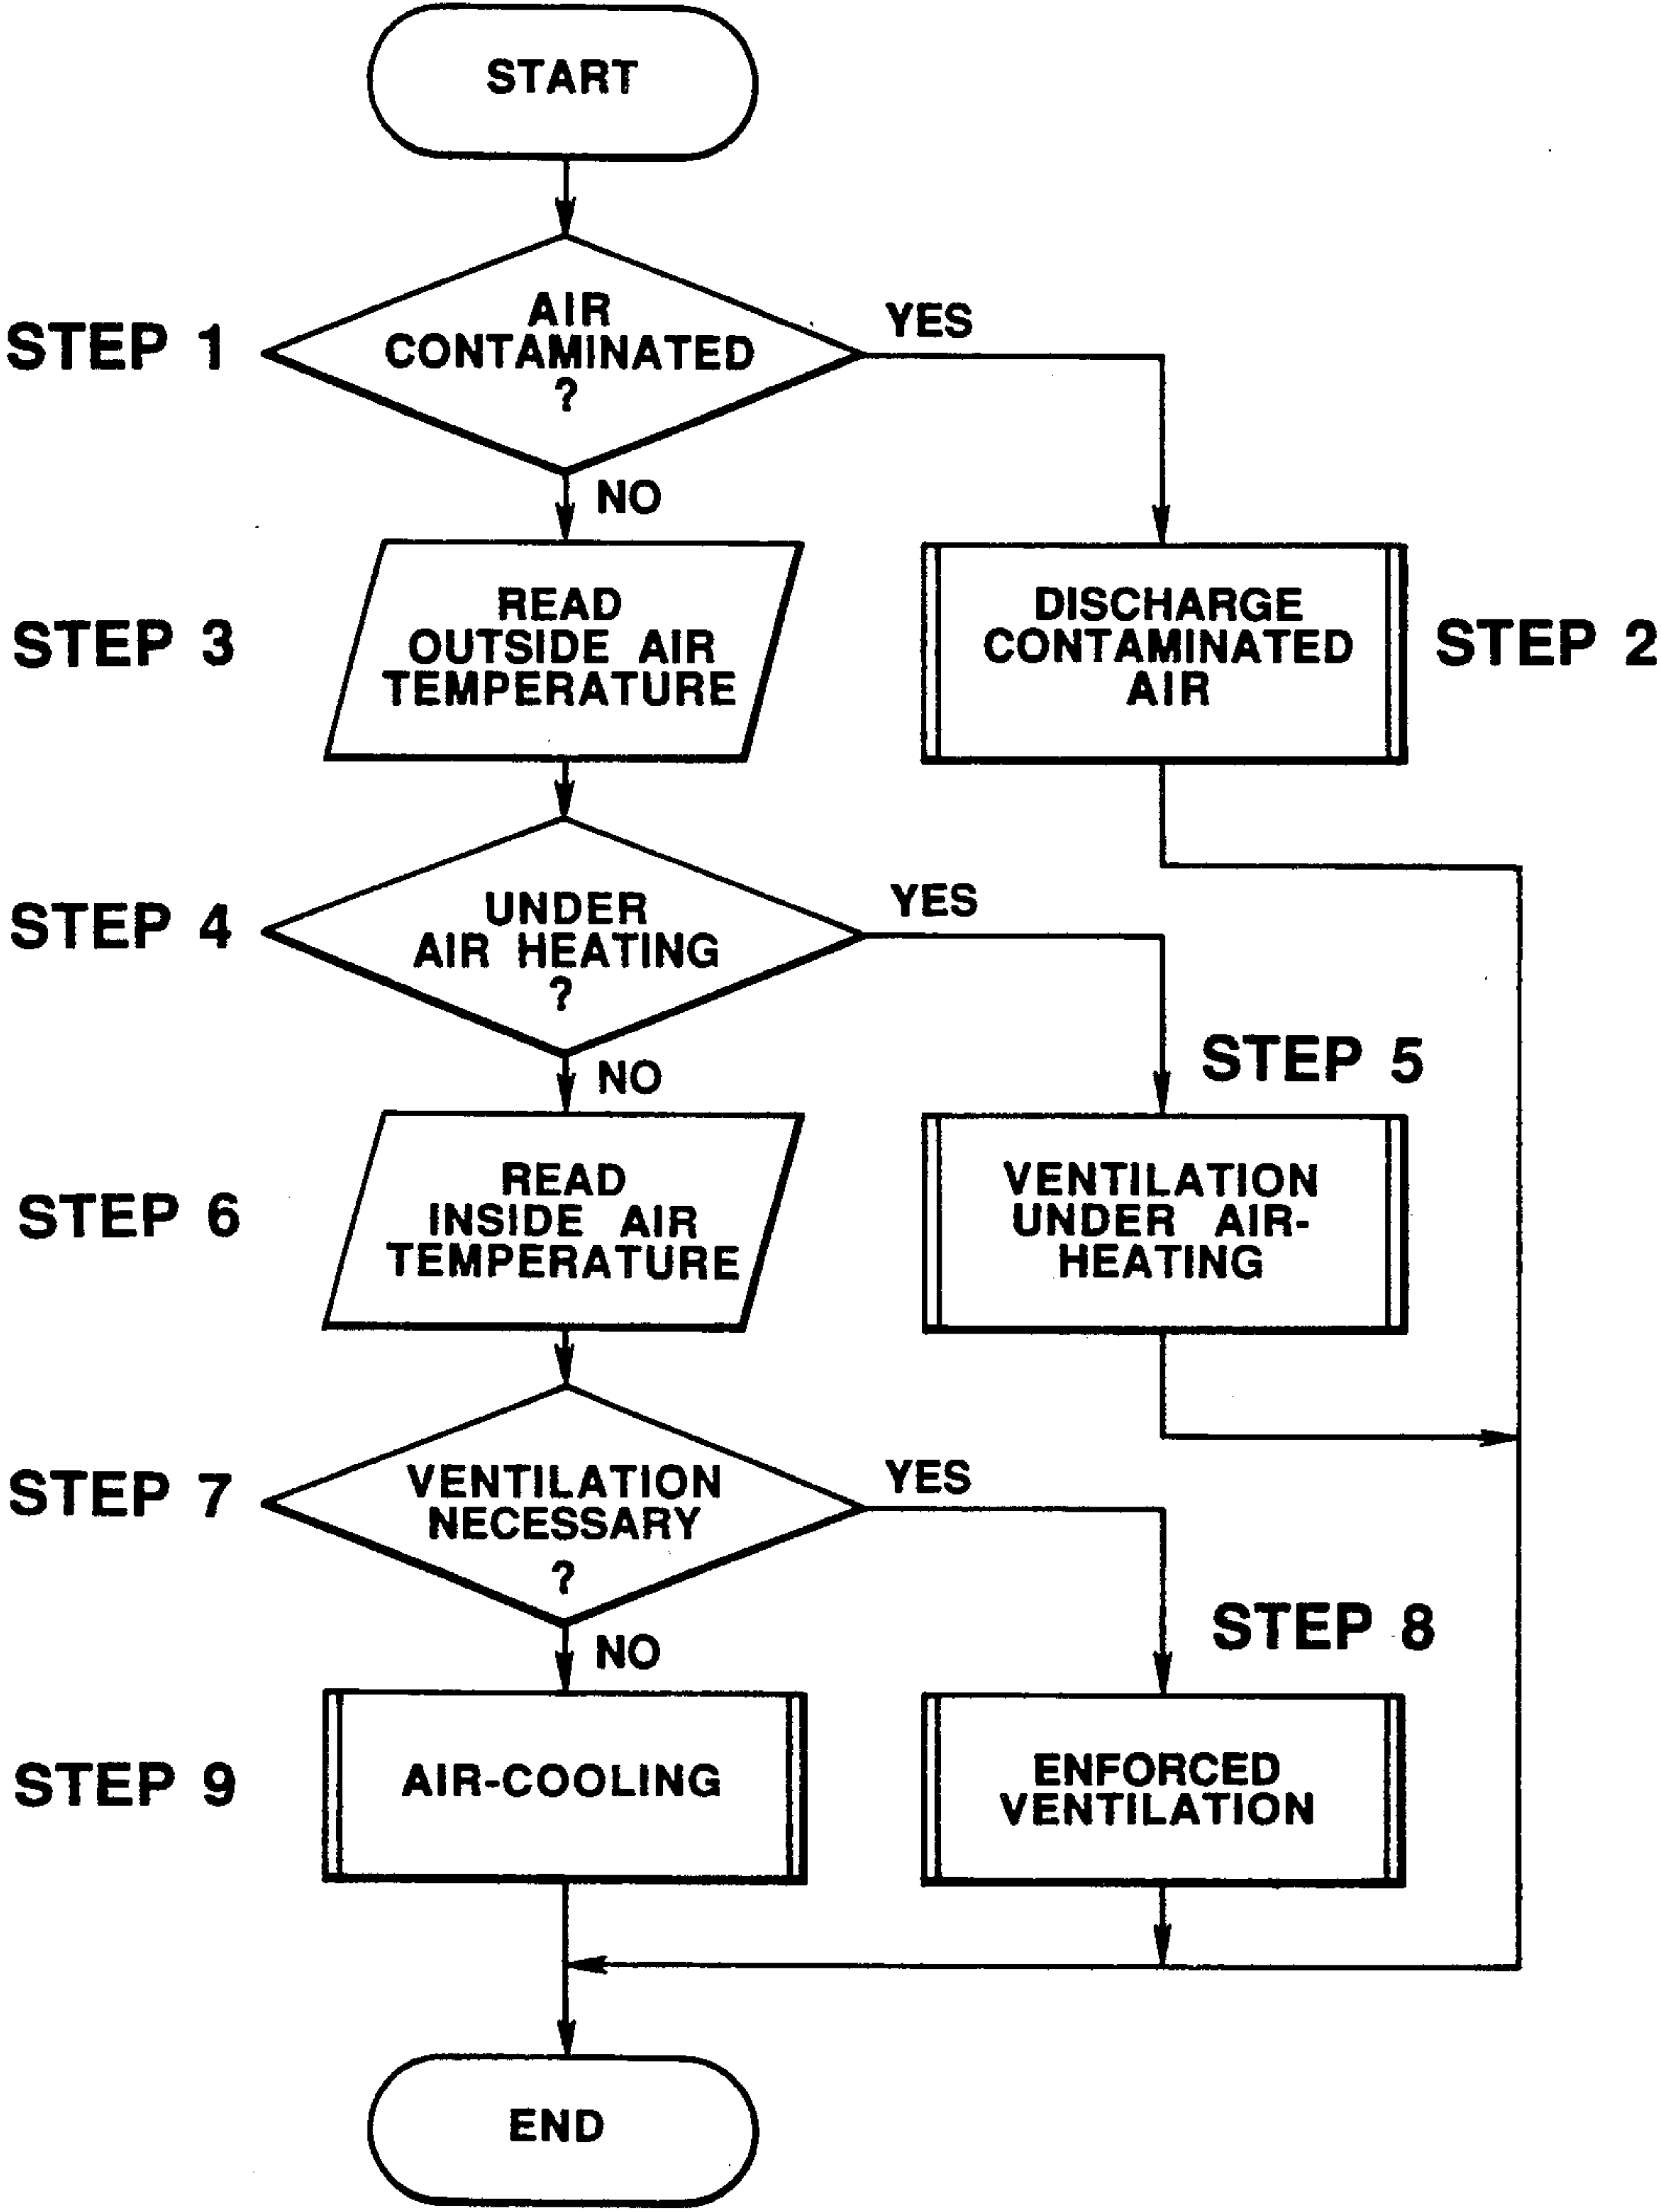 START
STEP 1
AIR
CONTAMINATED
?
YES
NO
STEP 3
READ
OUTSIDE AIR
TEMPERATURE
DISCHARGE
CONTAMINATED
AIR
STEP 2
STEP 4
UNDER
AIR HEATING
?
YES
NO
STEP 5
STEP 6
READ
INSIDE AIR
TEMPERATURE
VENTILATION
UNDER AIR-
HEATING
STEP 7
VENTILATION
NECESSARY
?
YES
NO
STEP 8
STEP 9
AIR-COOLING
ENFORCED
VENTILATION
END